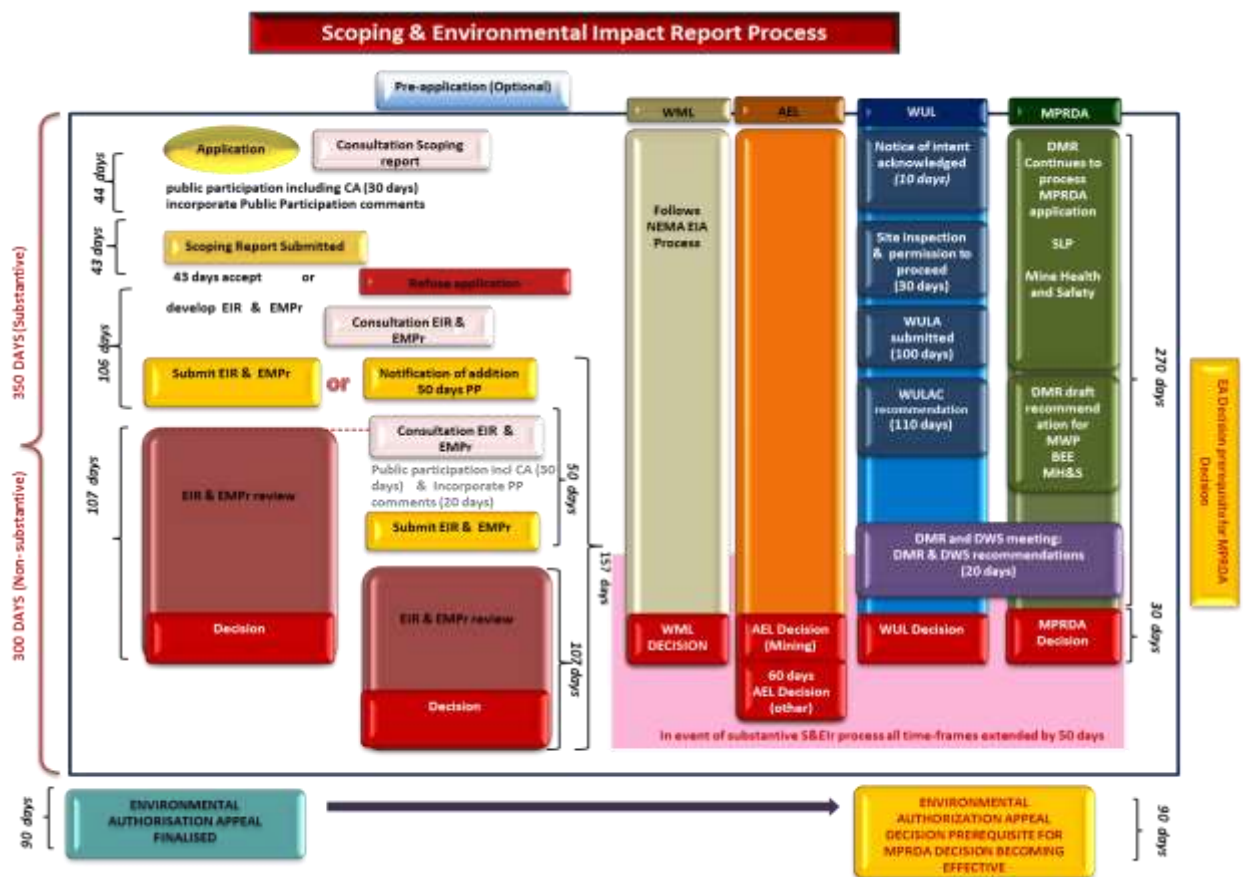 Scoping & Environmental Impact Report Process
Pre-application (Optional)
WML
AEL
WUL
MPRDA
350 DAYS (Substantive)
300 DAYS (Non-substantive)
44 days
Application
Consultation Scoping
report
public participation including CA (30 days)
incorporate Public Participation comments
43 days
Scoping Report Submitted
43 days accept or
Refuse application
106 days
develop EIR & EMPr
Consultation EIR &
EMPr
Submit EIR & EMPr
or
Notification of addition
50 days PP
107 days
EIR & EMPr review
Decision
Consultation EIR &
EMPr
Public participation incl CA (30
days) & Incorporate PP
comments (20 days)
Submit EIR & EMPr
50 days
EIR & EMPr review
Decision
107 days
157 days
Follows
NEMA EIA
Process
WML
DECISION
AEL Decision
(Mining)
60 days
AEL Decision
(other)
Notice of intent
acknowledged
(10 days)
Site inspection
& permission to
proceed
(30 days)
WULA
submitted
(100 days)
WULAC
recommendation
(110 days)
DMR
Continues to
process
MPRDA
application
SLP
Mine Health
and Safety
DMR draft
recommend
ation for
MWP
BEE
MH&S
DMR and DWS meeting:
DMR & DWS recommendations
(20 days)
WUL Decision
MPRDA
Decision
270 days
30 days
EA Decision prerequisite for MPRDA
Decision
In event of substantive S&EIr process all time-frames extended by 50 days
90 days
ENVIRONMENTAL
AUTHORISATION APPEAL
FINALISED
ENVIRONMENTAL
AUTHORIZATION APPEAL
DECISION PREREQUISITE FOR
MPRDA DECISION BECOMING
EFFECTIVE
90 days